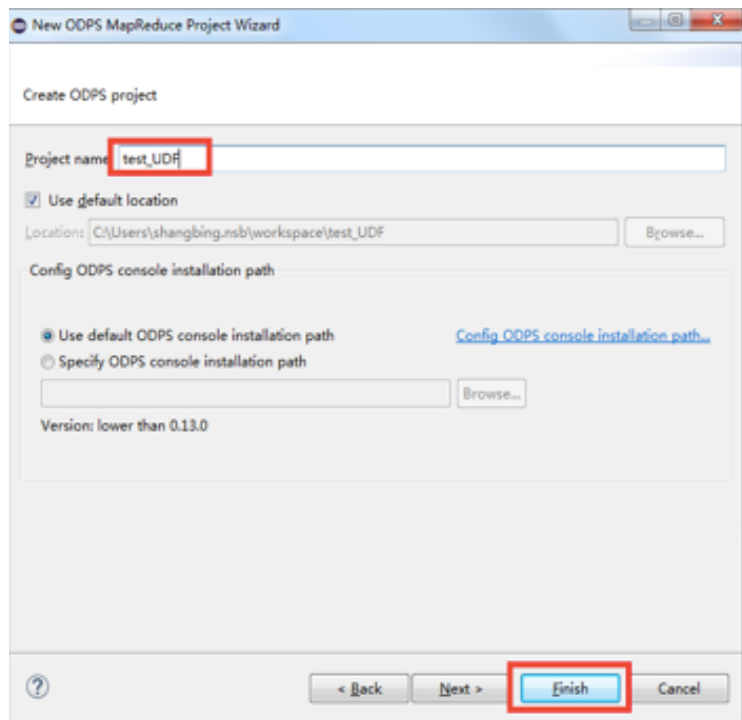 New ODPS MapReduce Project Wizard
Create ODPS project
Project name test_UDF
Use default location
Location: C:\Users\shangbing.nsb\workspace\test_UDF Browse...
Config ODPS console installation path
Use default ODPS console installation path Config ODPS console installation path...
Specify ODPS console installation path
Browse...
Version: lower than 0.13.0
< Back Next > Finish Cancel